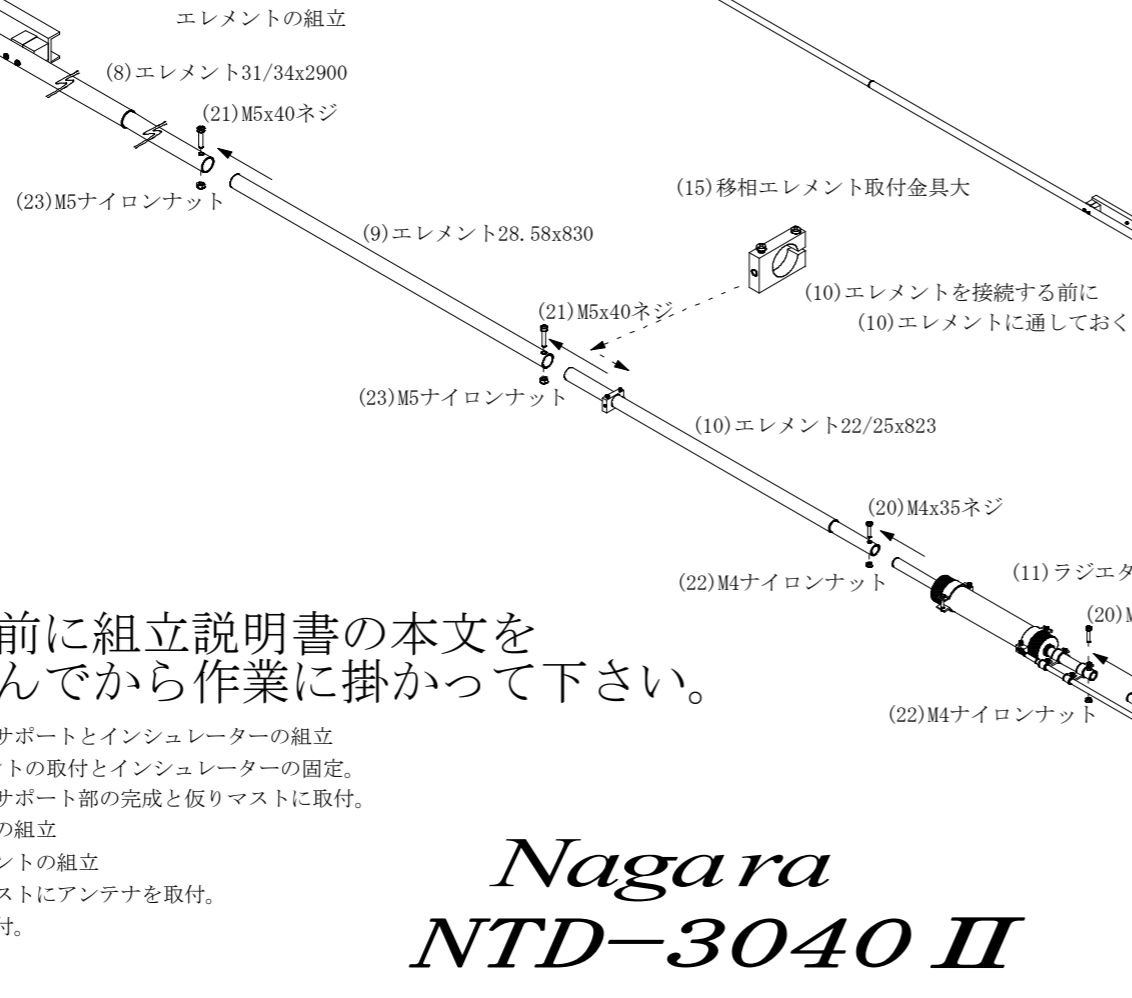 エレメントの組立
(8)エレメント31/34x2900
(21)M5x40ネジ
(23)M5ナイロンナット
(15)移相エレメント取付金具大
(9)エレメント28.58x830
(10)エレメントを接続する前に
(10)エレメントに通しておく
(21)M5x40ネジ
(23)M5ナイロンナット
(10)エレメント22/25x823
(20)M4x35ネジ
(22)M4ナイロンナット
(11)ラジエタ
(20)M
(22)M4ナイロンナット
前に組立説明書の本文を
んでから作業に掛かって下さい。
サポートとインシュレーターの組立
ントの取付とインシュレーターの固定。
サポート部の完成と仮りマストに取付。
の組立
ントの組立
ストにアンテナを取付。
付。
Nagara
NTD-3040 II